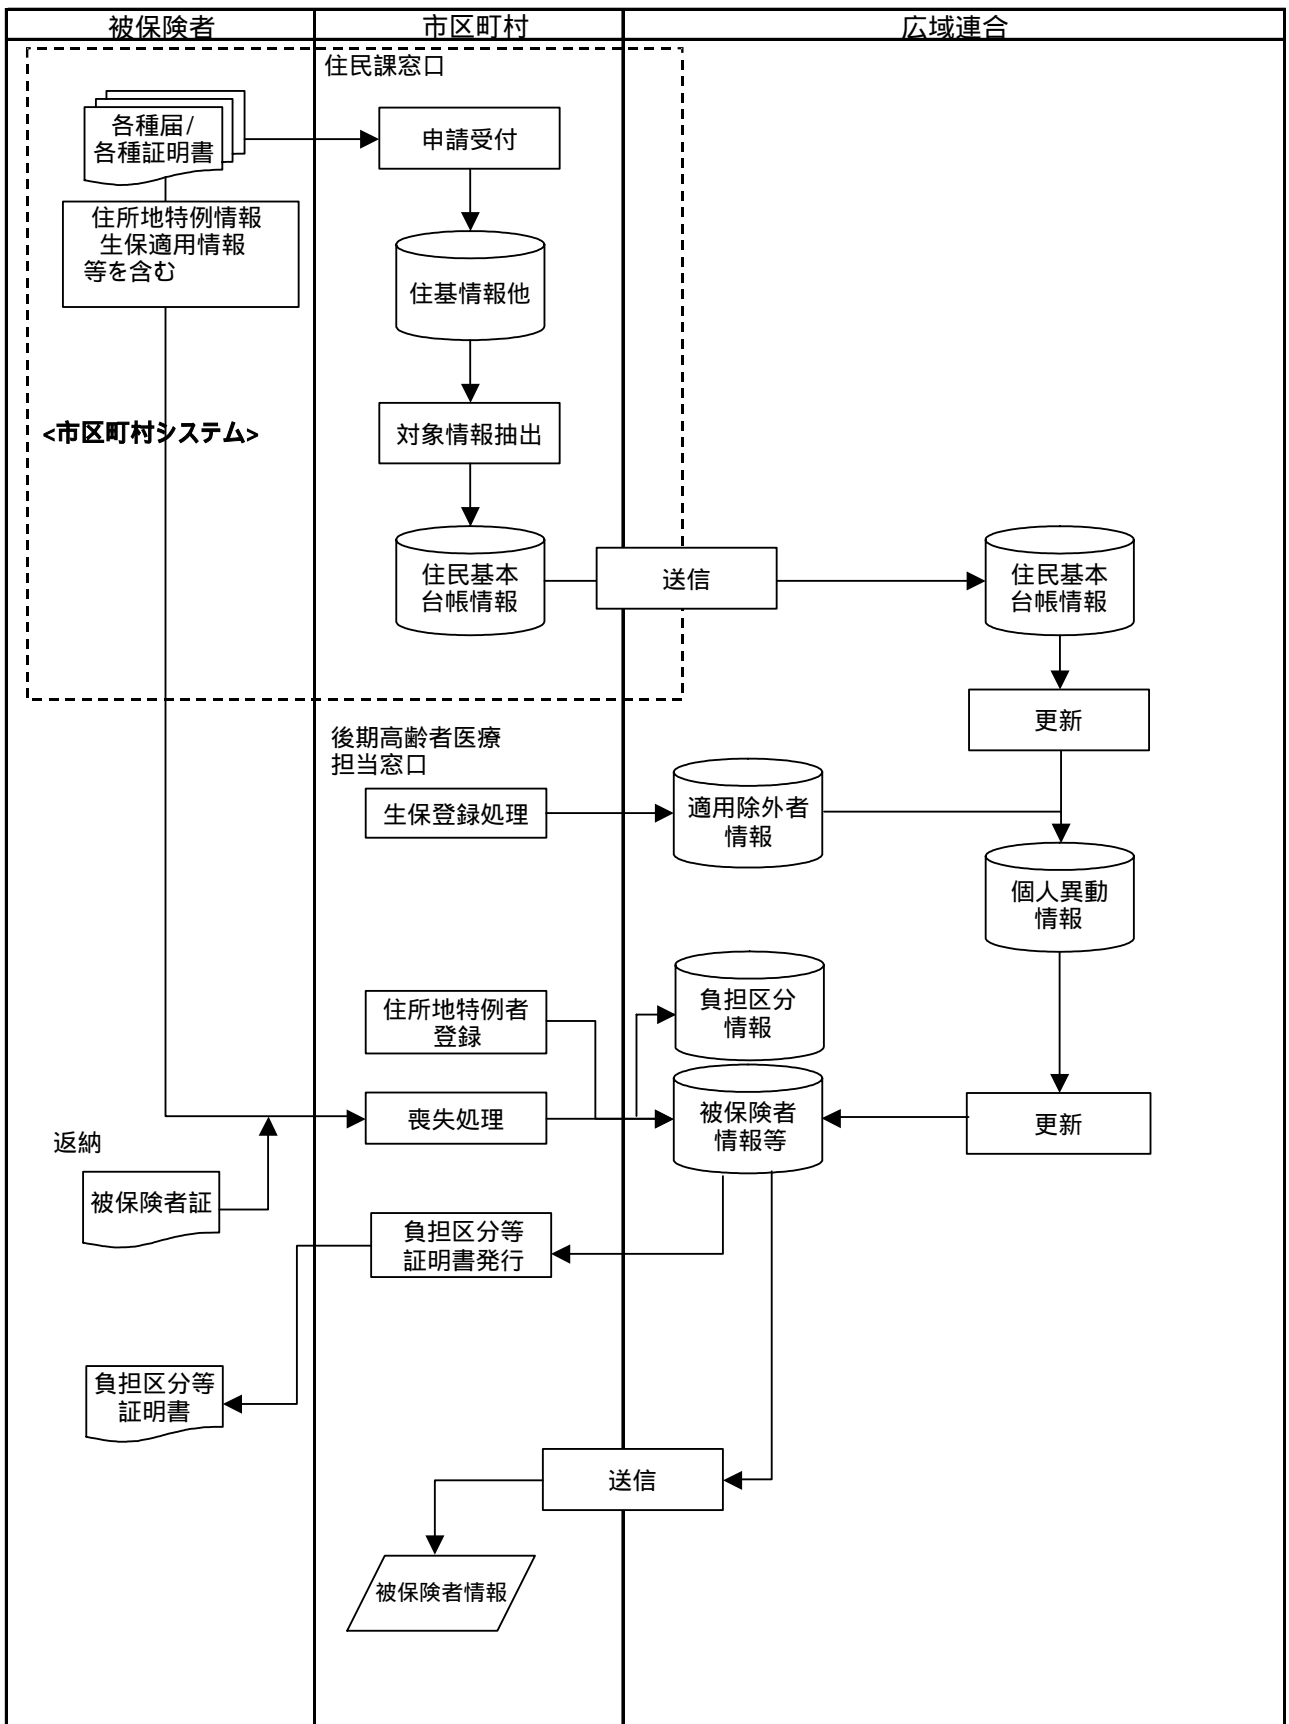 被保険者
市区町村
広域連合
住民課窓口
各種届/
各種証明書
申請受付
住所地特例情報
生保適用情報
等を含む
住基情報他
<市区町村システム>
対象情報抽出
住民基本
台帳情報
送信
住民基本
台帳情報
更新
後期高齢者医療
担当窓口
生保登録処理
適用除外者
情報
個人異動
情報
住所地特例者
登録
負担区分
情報
喪失処理
被保険者
情報等
更新
返納
被保険者証
負担区分等
証明書発行
負担区分等
証明書
送信
被保険者情報